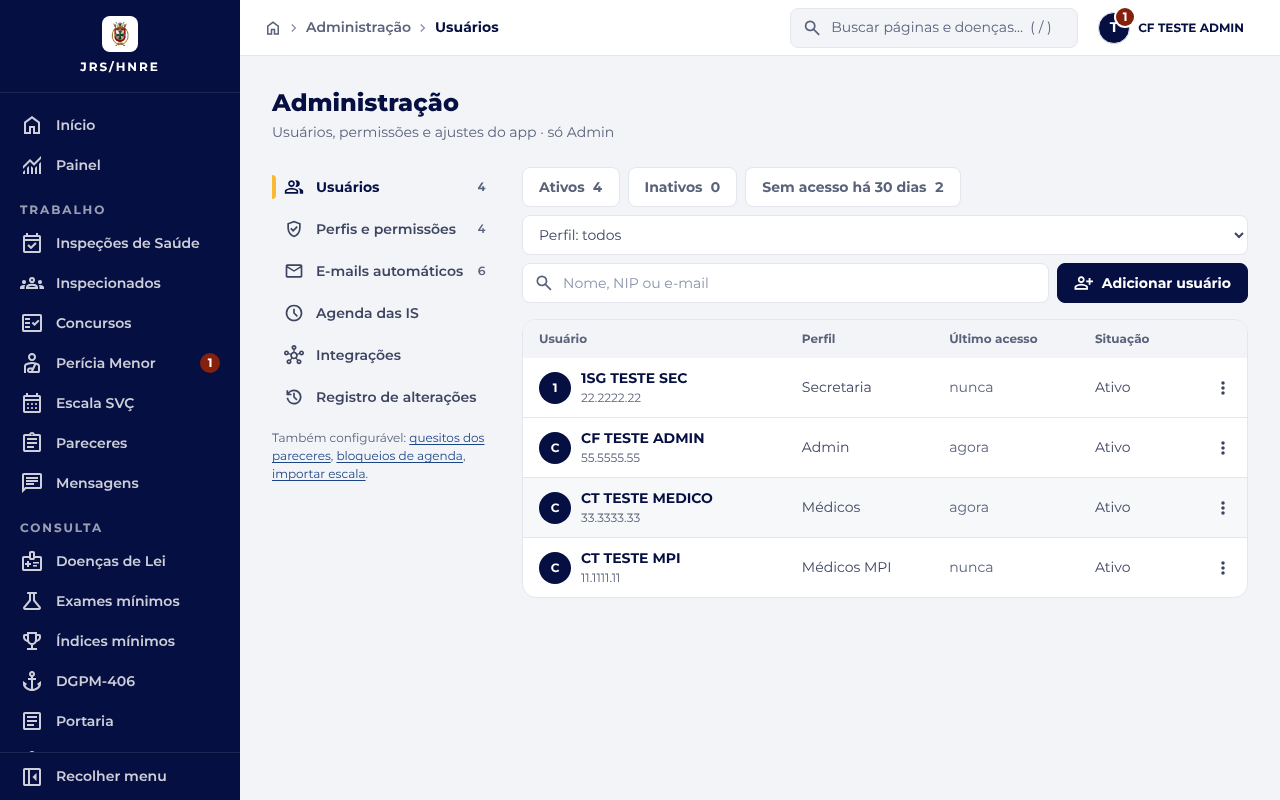 JRS/HNRE
Início
Painel
TRABALHO
Inspeções de Saúde
Inspecionados
Concursos
Perícia Menor 1
Escala SVÇ
Pareceres
Mensagens
CONSULTA
Doenças de Lei
Exames mínimos
Índices mínimos
DGPM-406
Portaria
Recolher menu
Administração Usuários
Buscar páginas e doenças... ( / )
T 1 CF TESTE ADMIN
Administração
Usuários, permissões e ajustes do app · só Admin
Usuários 4
Perfis e permissões 4
E-mails automáticos 6
Agenda das IS
Integrações
Registro de alterações
Também configurável: quesitos dos
pareceres, bloqueios de agenda,
importar escala.
Ativos 4 Inativos 0 Sem acesso há 30 dias 2
Perfil: todos
Nome, NIP ou e-mail Adicionar usuário
Usuário Perfil Último acesso Situação
1 1SG TESTE SEC Secretaria nunca Ativo
22.2222.22
C CF TESTE ADMIN Admin agora Ativo
55.5555.55
C CT TESTE MEDICO Médicos agora Ativo
33.3333.33
C CT TESTE MPI Médicos MPI nunca Ativo
11.1111.11